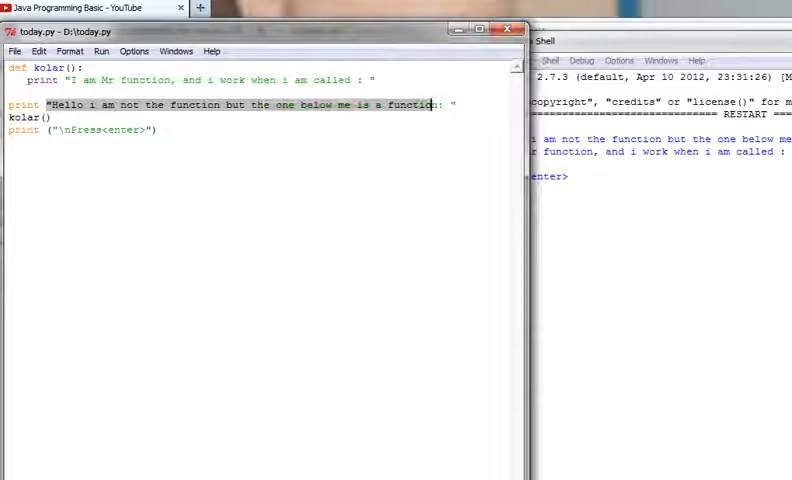 Java Programming Basic - YouTube
today.py - D:\today.py
File Edit Format Run Options Windows Help
def kolar():
print "I am Mr function, and i work when i am called : "
print "Hello i am not the function but the one below me is a function: "
kolar()
print ("\nPress<enter>")
Shell
Shell Debug Options Windows Help
2.7.3 (default, Apr 10 2012, 23:31:26) [M
copyright", "credits" or "license()" for m
============================ RESTART ===
i am not the function but the one below me
r function, and i work when i am called :
enter>